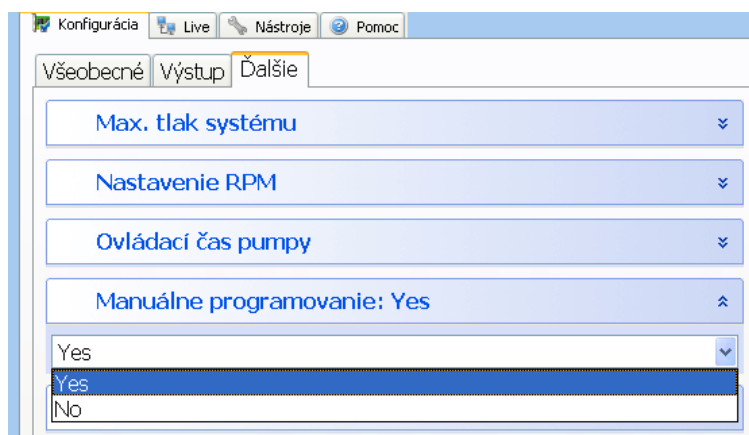 Konfigurácia Live Nástroje Pomoc
Všeobecné Výstup Ďalšie
Max. tlak systému
Nastavenie RPM
Ovládací čas pumpy
Manuálne programovanie: Yes
Yes
Yes
No